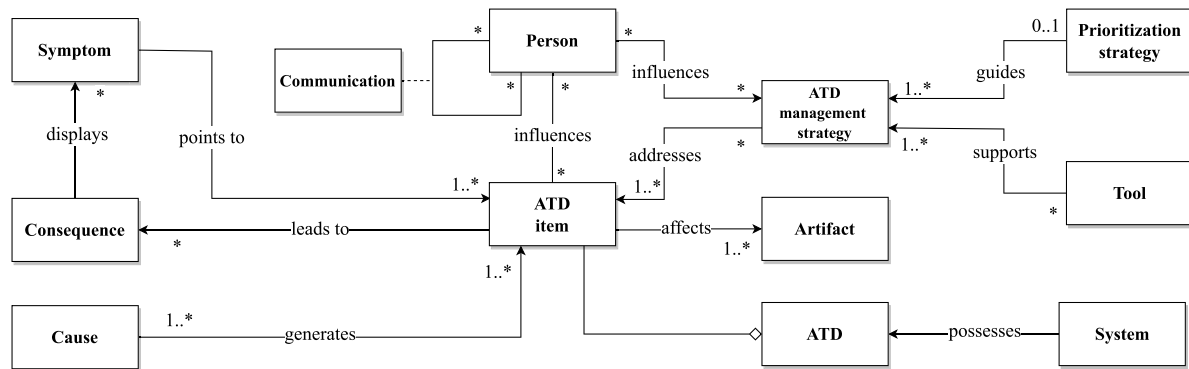 Symptom
*
displays
Consequence
*
points to
1..*
leads to
Cause
1..*
generates
1..*
Communication
*
Person
*
*
*
influences
*
influences
*
ATD
item
addresses
*
1..*
ATD
management
strategy
affects
1..*
Artifact
ATD
possesses
System
0..1
Prioritization
strategy
guides
1..*
1..*
supports
*
Tool